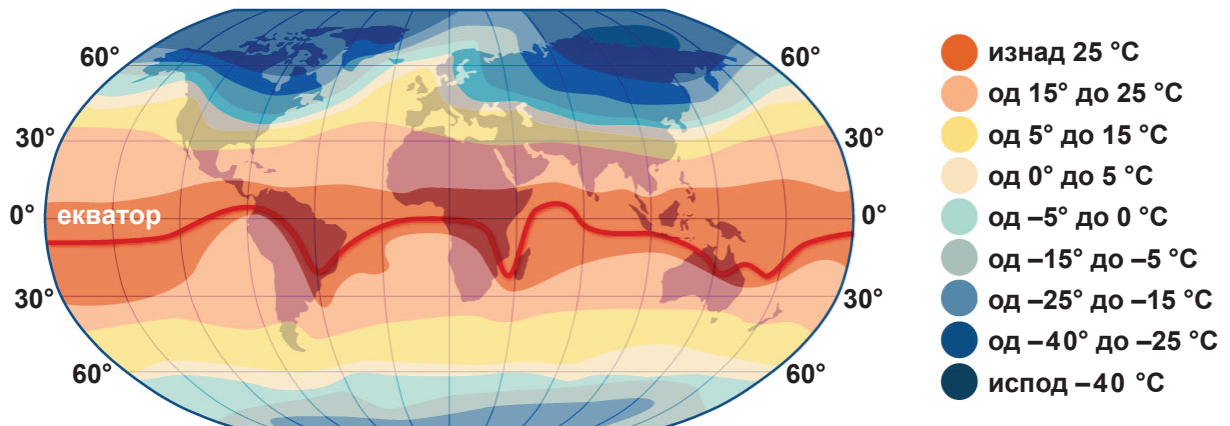 60°
60°
30°
30°
0°
екватор
0°
30°
30°
60°
60°
изнад 25 °C
од 15° до 25 °C
од 5° до 15 °C
од 0° до 5 °C
од –5° до 0 °C
од –15° до –5 °C
од –25° до –15 °C
од –40° до –25 °C
испод –40 °C